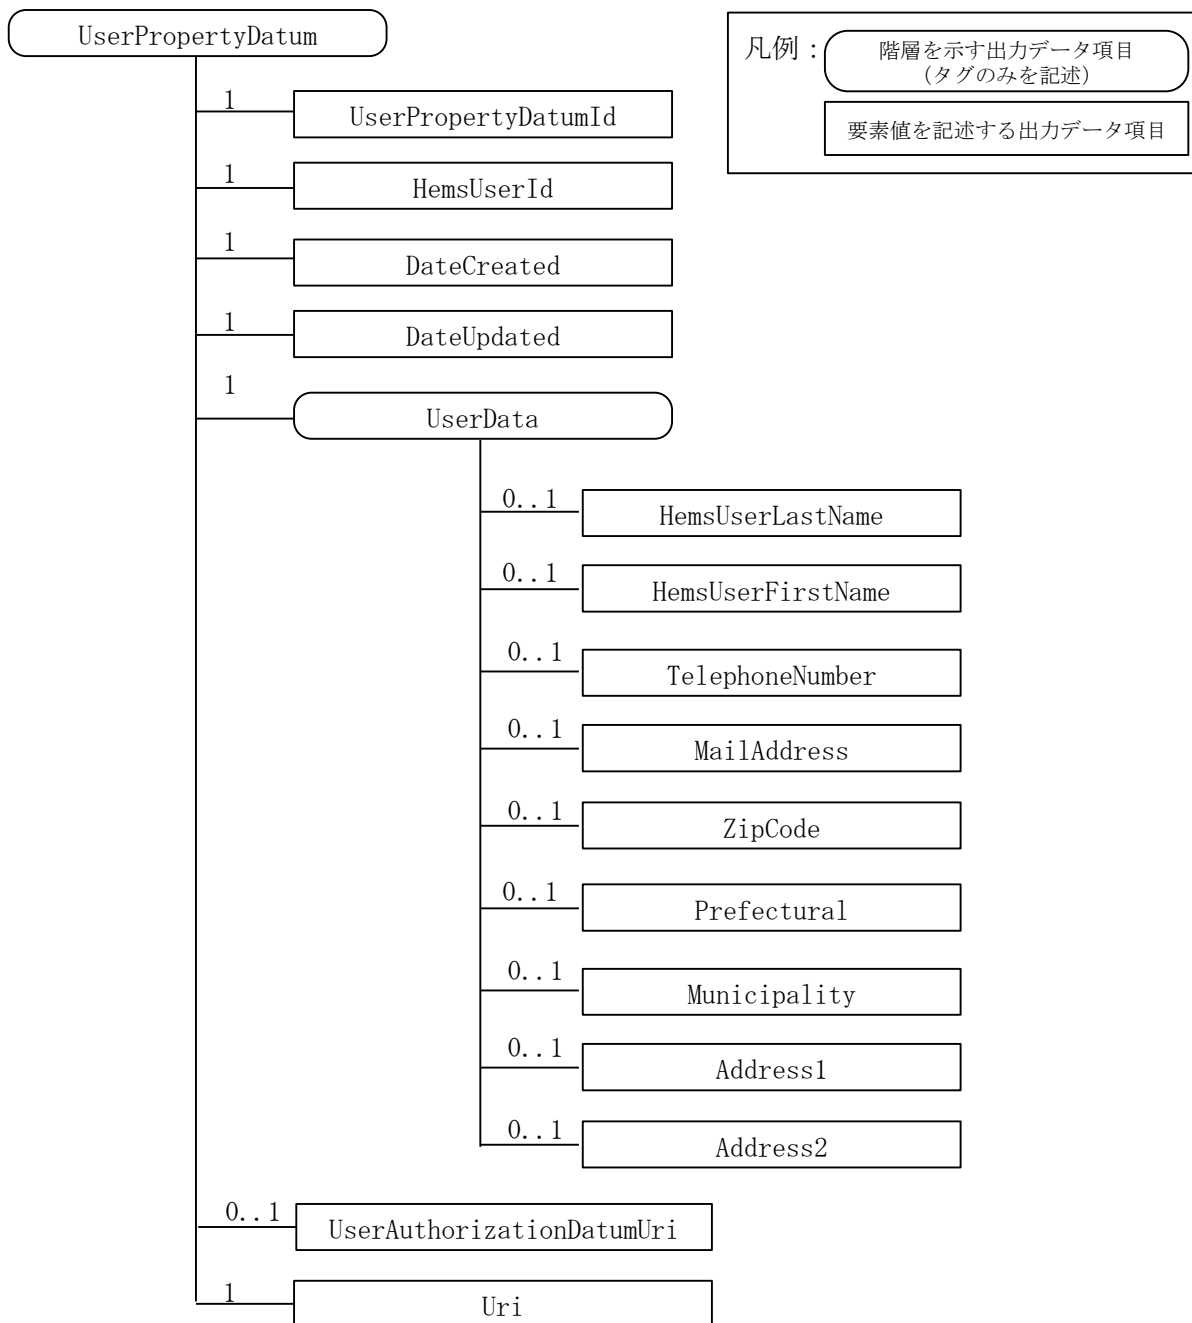 UserPropertyDatum
凡例:
階層を示す出力データ項目
(タグのみを記述)
要素値を記述する出力データ項目
1
UserPropertyDatumId
1
HemsUserId
1
DateCreated
1
DateUpdated
1
UserData
0..1
HemsUserLastName
0..1
HemsUserFirstName
0..1
TelephoneNumber
0..1
MailAddress
0..1
ZipCode
0..1
Prefectural
0..1
Municipality
0..1
Address1
0..1
Address2
0..1
UserAuthorizationDatumUri
1
Uri